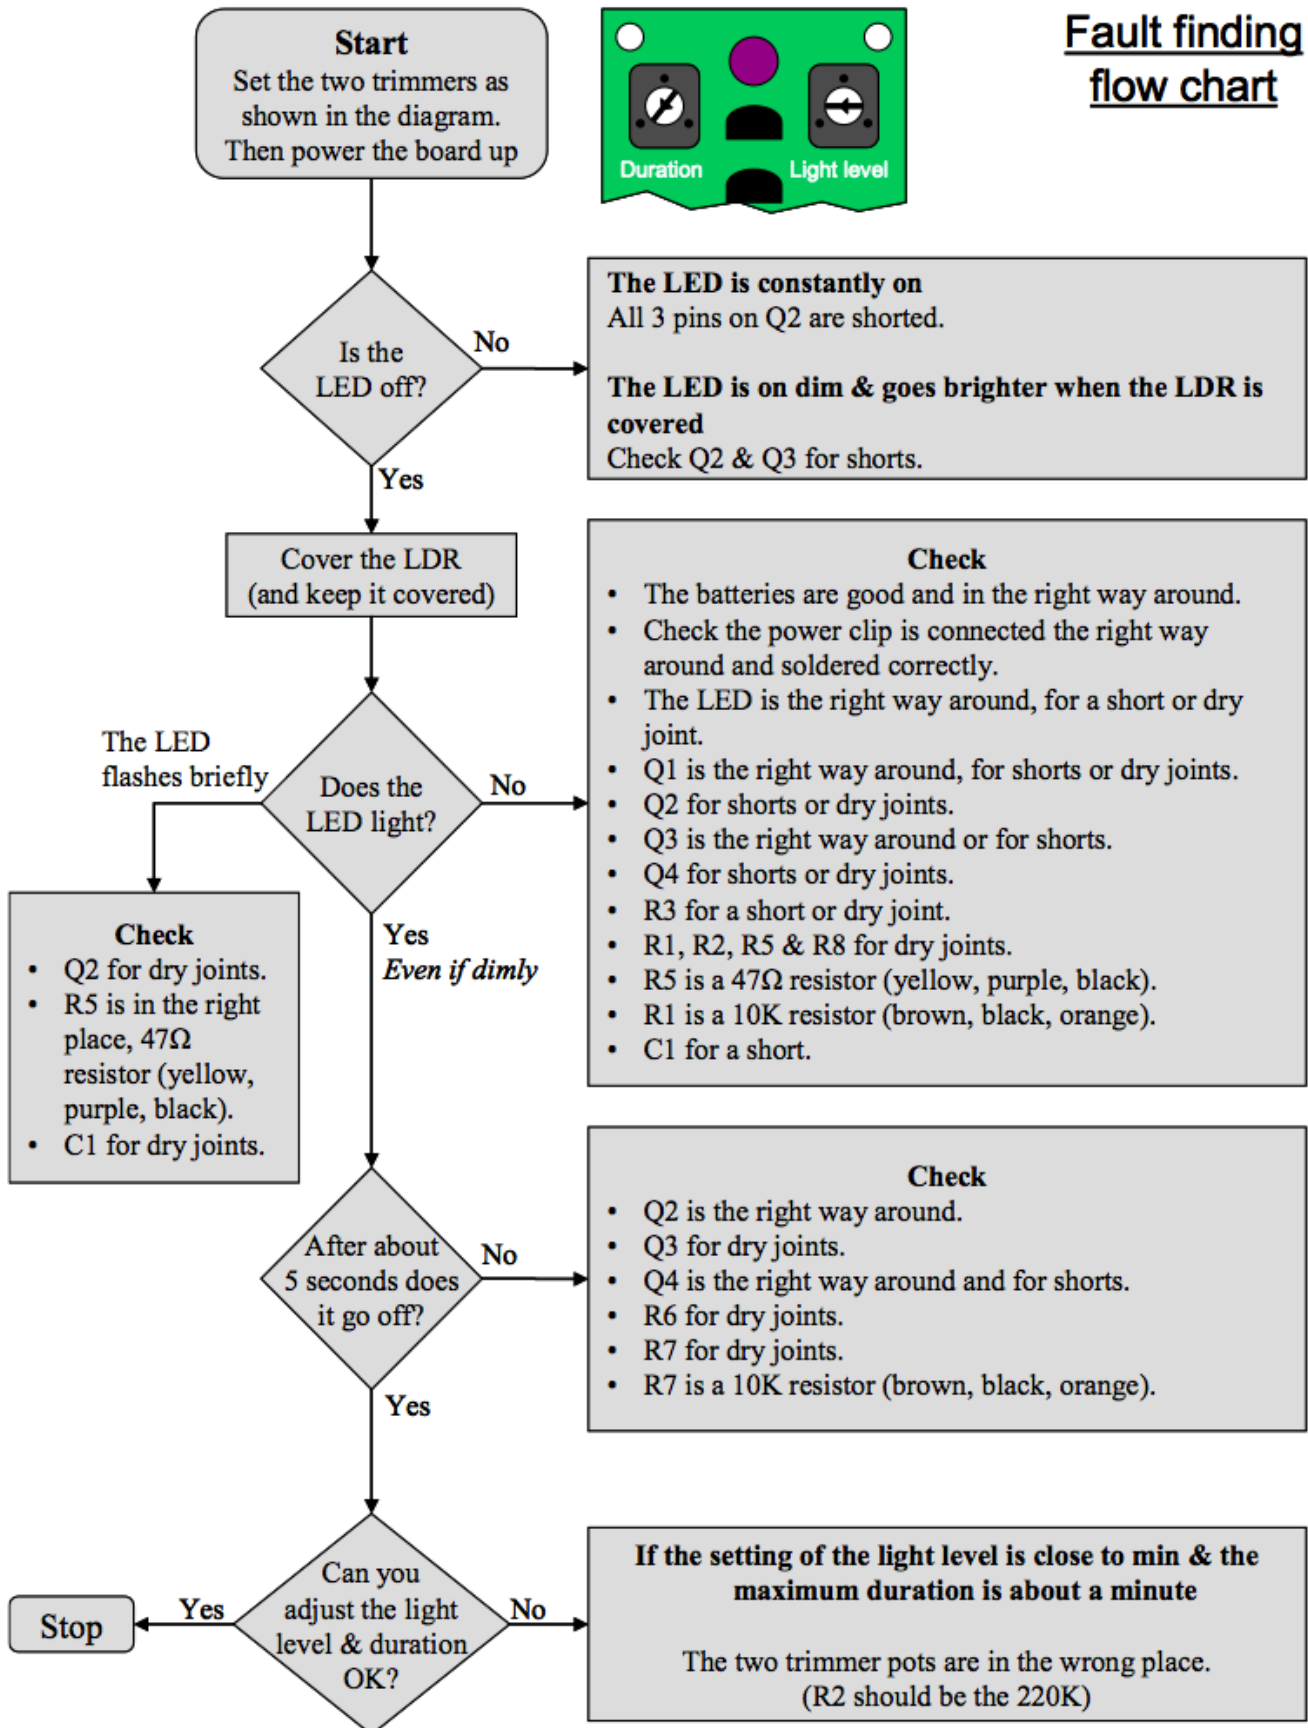 Fault finding
flow chart
Start
Set the two trimmers as
shown in the diagram.
Then power the board up
Duration
Light level
Is the
LED off?
No
The LED is constantly on
All 3 pins on Q2 are shorted.
The LED is on dim & goes brighter when the LDR is
covered
Check Q2 & Q3 for shorts.
Yes
Cover the LDR
(and keep it covered)
Does the
LED light?
The LED
flashes briefly
Check
• Q2 for dry joints.
• R5 is in the right
place, 47Ω
resistor (yellow,
purple, black).
• C1 for dry joints.
No
Check
• The batteries are good and in the right way around.
• Check the power clip is connected the right way
around and soldered correctly.
• The LED is the right way around, for a short or dry
joint.
• Q1 is the right way around, for shorts or dry joints.
• Q2 for shorts or dry joints.
• Q3 is the right way around or for shorts.
• Q4 for shorts or dry joints.
• R3 for a short or dry joint.
• R1, R2, R5 & R8 for dry joints.
• R5 is a 47Ω resistor (yellow, purple, black).
• R1 is a 10K resistor (brown, black, orange).
• C1 for a short.
Yes
Even if dimly
After about
5 seconds does
it go off?
No
Check
• Q2 is the right way around.
• Q3 for dry joints.
• Q4 is the right way around and for shorts.
• R6 for dry joints.
• R7 for dry joints.
• R7 is a 10K resistor (brown, black, orange).
Yes
Can you
adjust the light
level & duration
OK?
Yes
Stop
No
If the setting of the light level is close to min & the
maximum duration is about a minute
The two trimmer pots are in the wrong place.
(R2 should be the 220K)